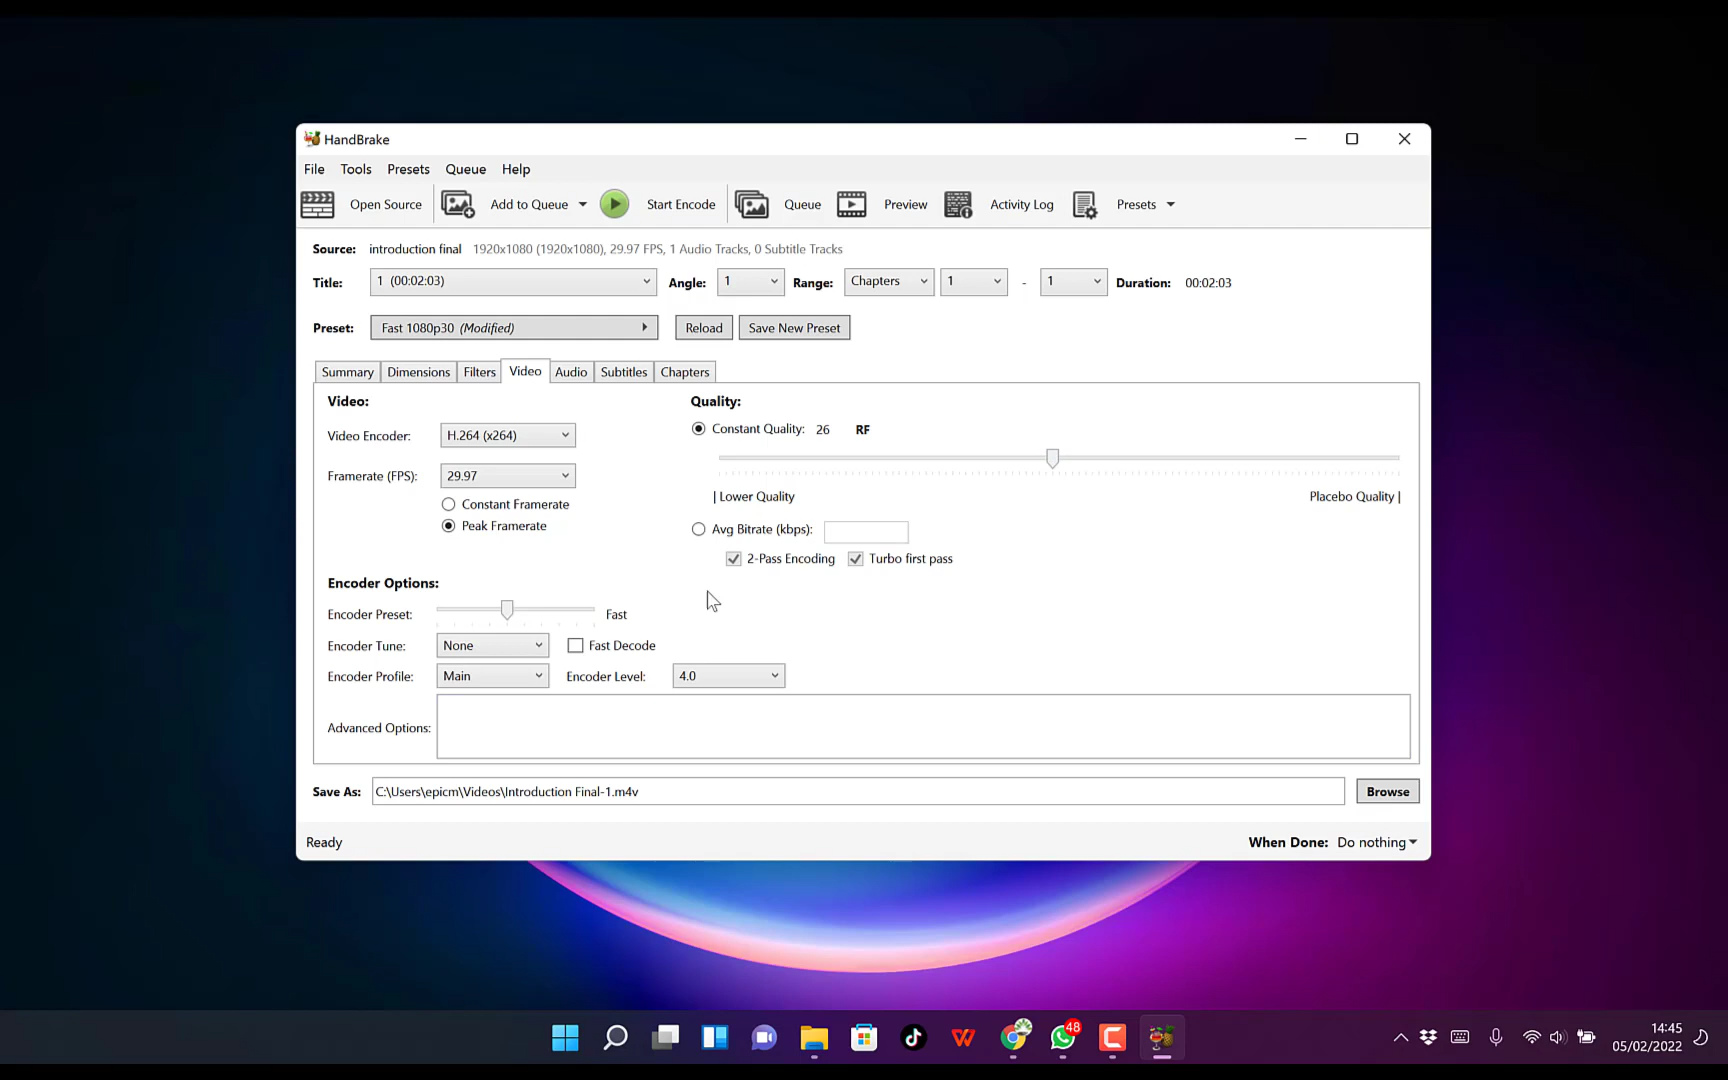 HandBrake
File Tools Presets Queue Help
Open Source Add to Queue Start Encode Queue Preview Activity Log Presets
Source: introduction final 1920x1080 (1920x1080), 29.97 FPS, 1 Audio Tracks, 0 Subtitle Tracks
Title: 1 (00:02:03) Angle: 1 Range: Chapters 1 - 1 Duration: 00:02:03
Preset: Fast 1080p30 (Modified) Reload Save New Preset
Summary Dimensions Filters Video Audio Subtitles Chapters
Video: Quality:
Video Encoder: H.264 (x264) Constant Quality: 26 RF
Framerate (FPS): 29.97
Constant Framerate | Lower Quality Placebo Quality |
Peak Framerate Avg Bitrate (kbps):
2-Pass Encoding Turbo first pass
Encoder Options:
Encoder Preset: Fast
Encoder Tune: None Fast Decode
Encoder Profile: Main Encoder Level: 4.0
Advanced Options:
Save As: C:\Users\epicm\Videos\Introduction Final-1.m4v Browse
Ready When Done: Do nothing
48
14:45
05/02/2022